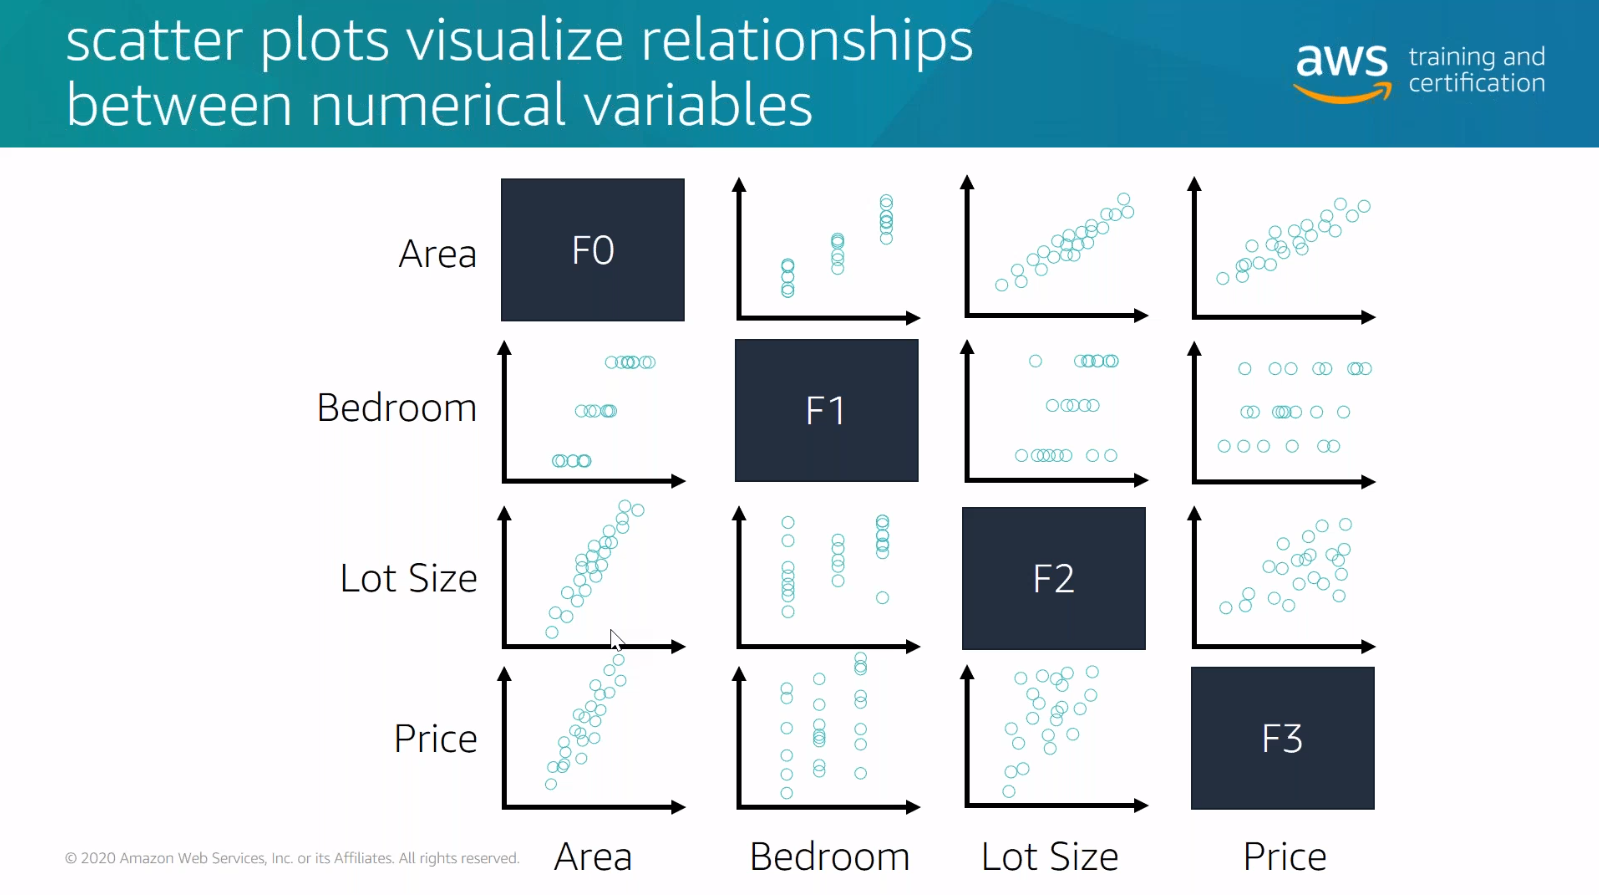 scatter plots visualize relationships
between numerical variables
aws training and
certification
Area
F0
Bedroom
F1
Lot Size
F2
Price
F3
© 2020 Amazon Web Services, Inc. or its Affiliates. All rights reserved.
Area Bedroom Lot Size Price